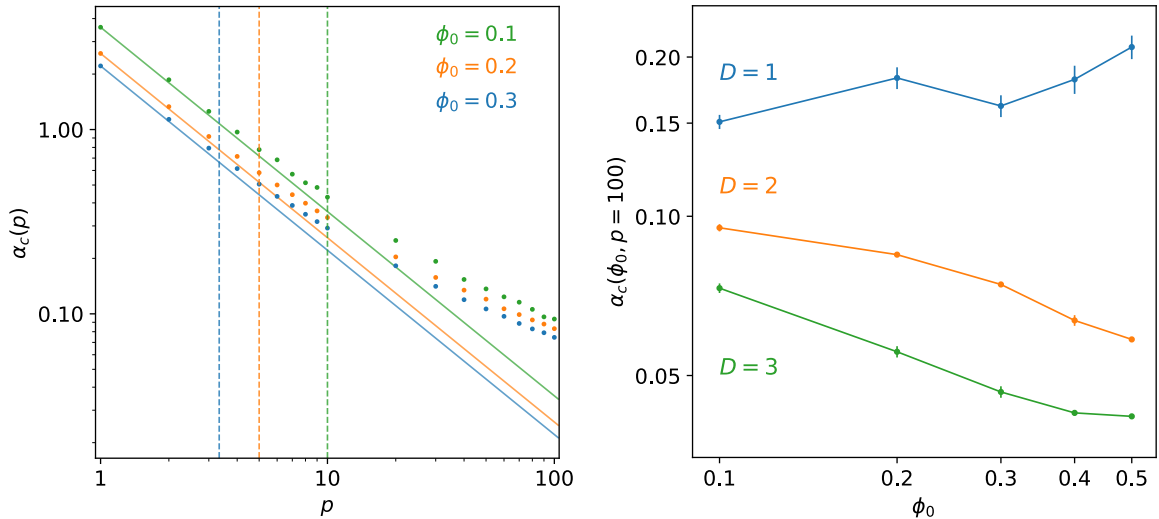 1.00
0.10
α_c(p)
1
10
100
p
ϕ₀ = 0.1
ϕ₀ = 0.2
ϕ₀ = 0.3
0.20
0.15
0.10
0.05
α_c(ϕ₀, p = 100)
D = 1
D = 2
D = 3
0.1
0.2
0.3
0.4
0.5
ϕ₀